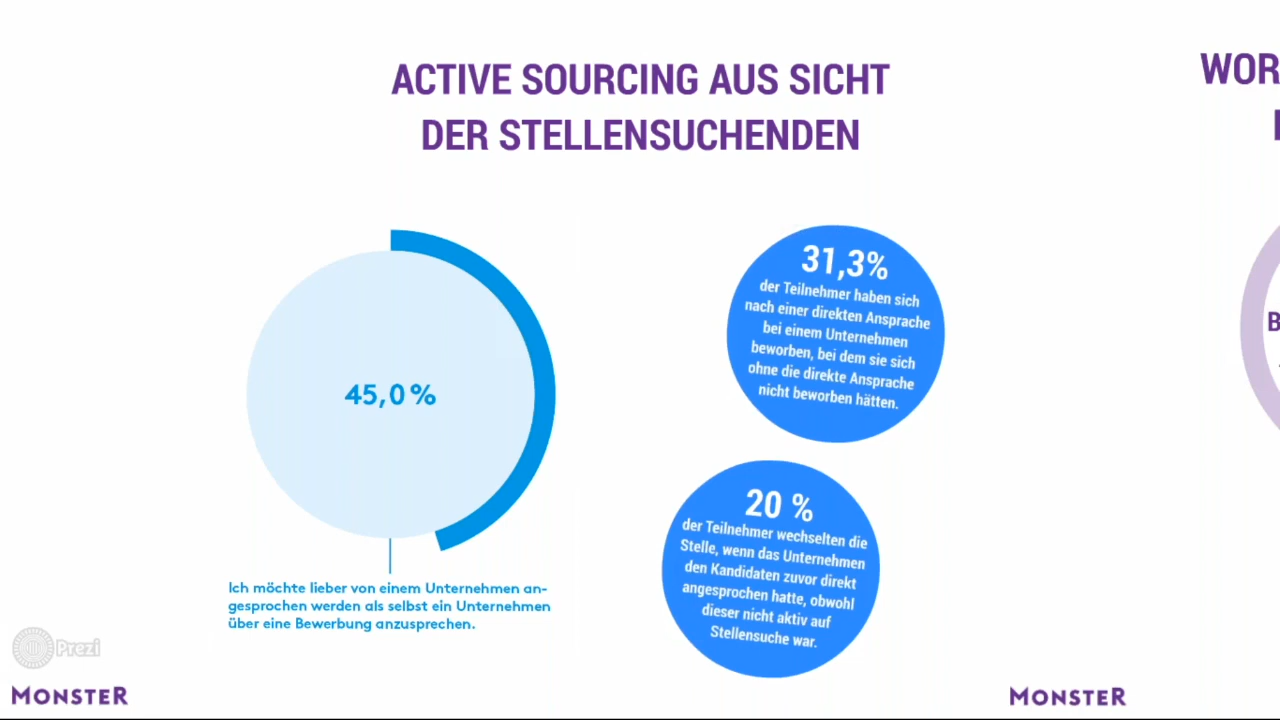 ACTIVE SOURCING AUS SICHT
DER STELLENSUCHENDEN
WOR
45,0 %
Ich möchte lieber von einem Unternehmen an-
gesprochen werden als selbst ein Unternehmen
über eine Bewerbung anzusprechen.
31,3%
der Teilnehmer haben sich
nach einer direkten Ansprache
bei einem Unternehmen
beworben, bei dem sie sich
ohne die direkte Ansprache
nicht beworben hätten.
20 %
der Teilnehmer wechselten die
Stelle, wenn das Unternehmen
den Kandidaten zuvor direkt
angesprochen hatte, obwohl
dieser nicht aktiv auf
Stellensuche war.
B
Prezi
MONSTER
MONSTER